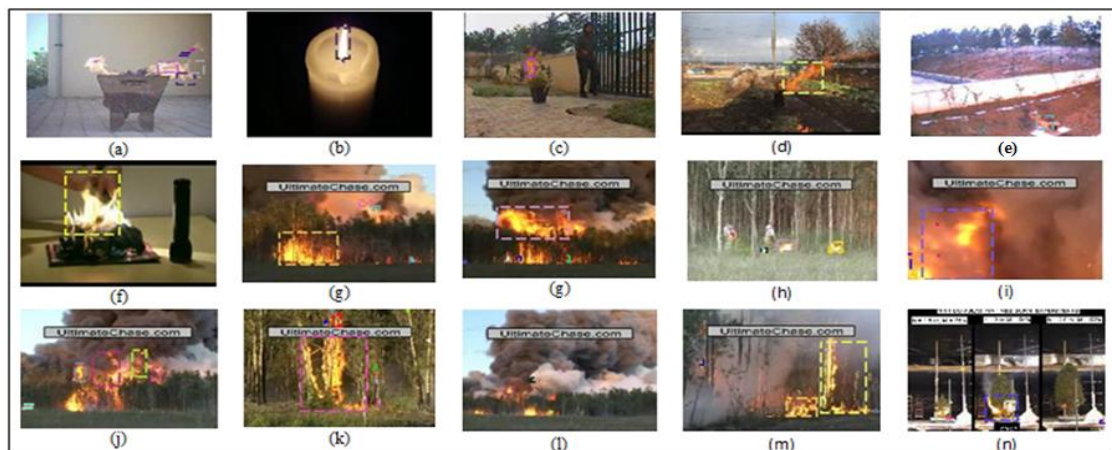 (a)
(b)
(c)
(d)
(e)
(f)
UltimateChase.com
(g)
UltimateChase.com
(g)
UltimateChase.com
(h)
UltimateChase.com
(i)
UltimateChase.com
(j)
UltimateChase.com
(k)
UltimateChase.com
(l)
UltimateChase.com
(m)
(n)